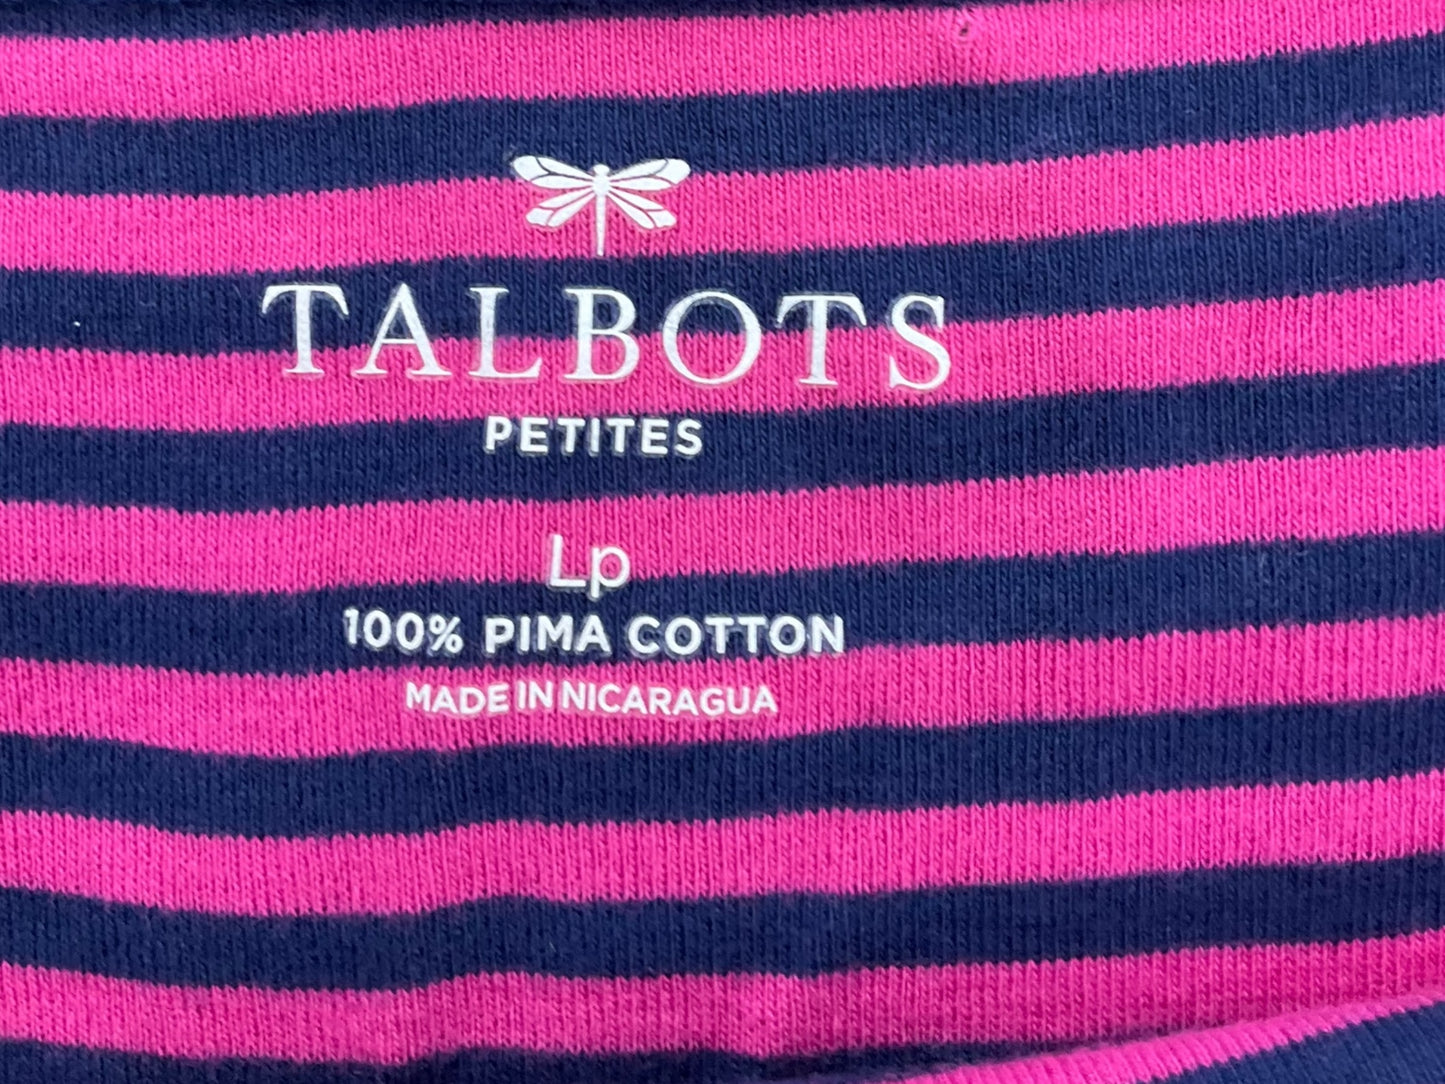 TALBOTS
PETITES
Lp
100% PIMA COTTON
MADE IN NICARAGUA